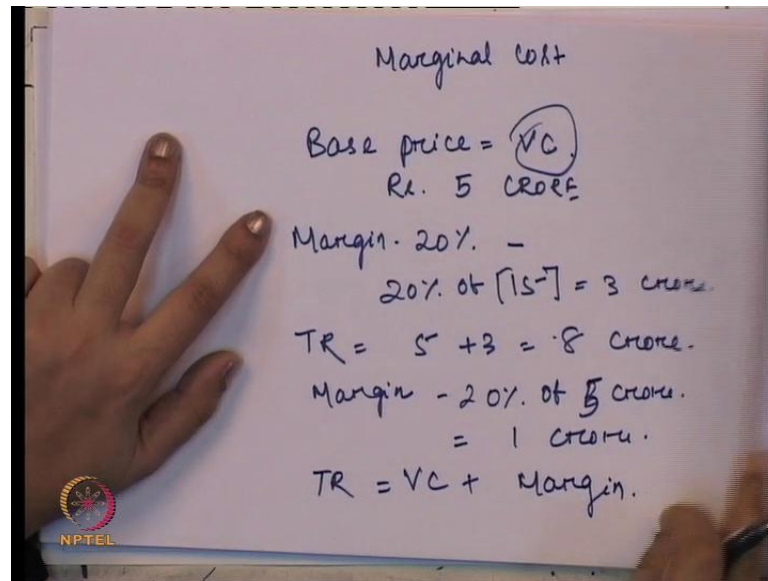 Marginal cost
Base price = VC.
Re. 5 CRORE
Margin. 20%. -
20%. of [15] = 3 crore.
TR = 5 + 3 = 8 crore.
Margin - 20%. of 5 crore.
= 1 crore.
TR = VC + Margin.
NPTEL